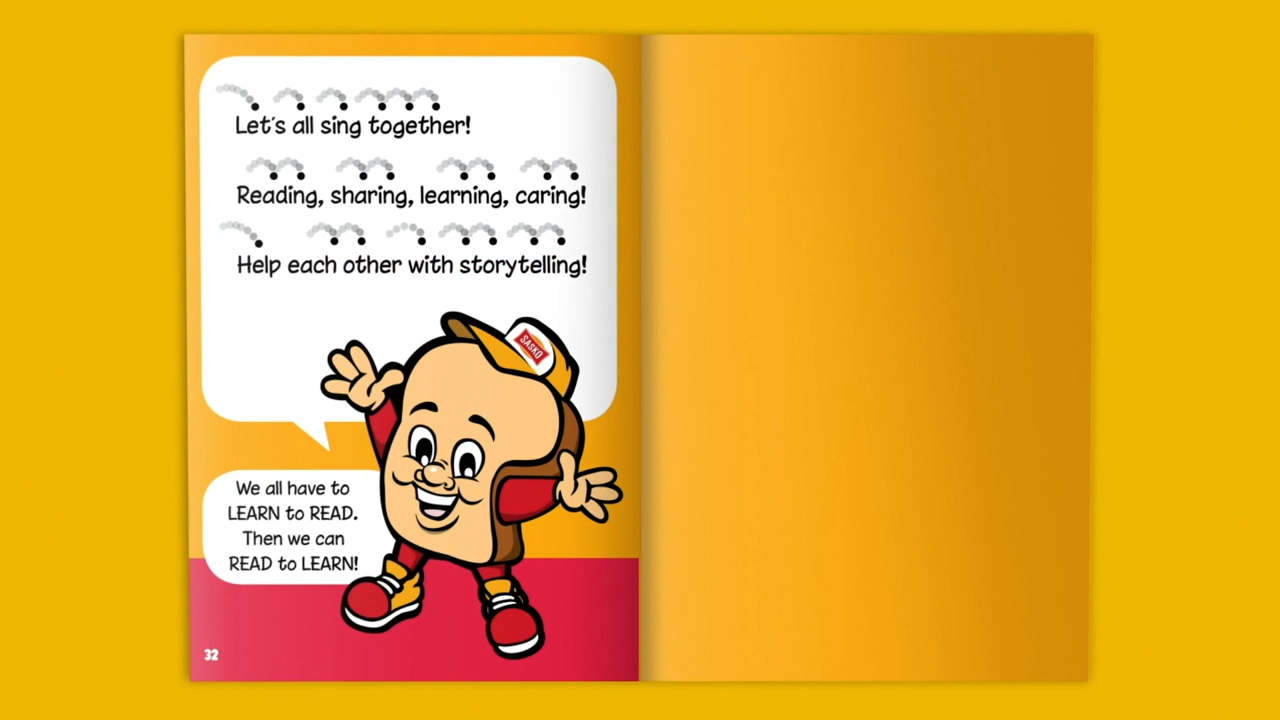 Let's all sing together!
Reading, sharing, learning, caring!
Help each other with storytelling!
SASKO
We all have to
LEARN to READ.
Then we can
READ to LEARN!
32